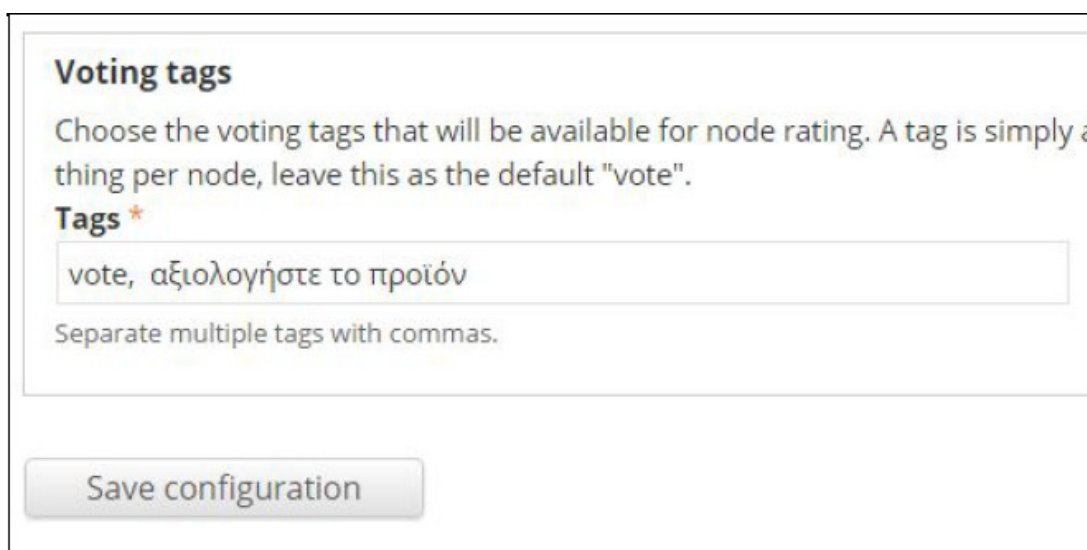 Voting tags
Choose the voting tags that will be available for node rating. A tag is simply
thing per node, leave this as the default "vote".
Tags *
vote, αξιολογήστε το προϊόν
Separate multiple tags with commas.
Save configuration